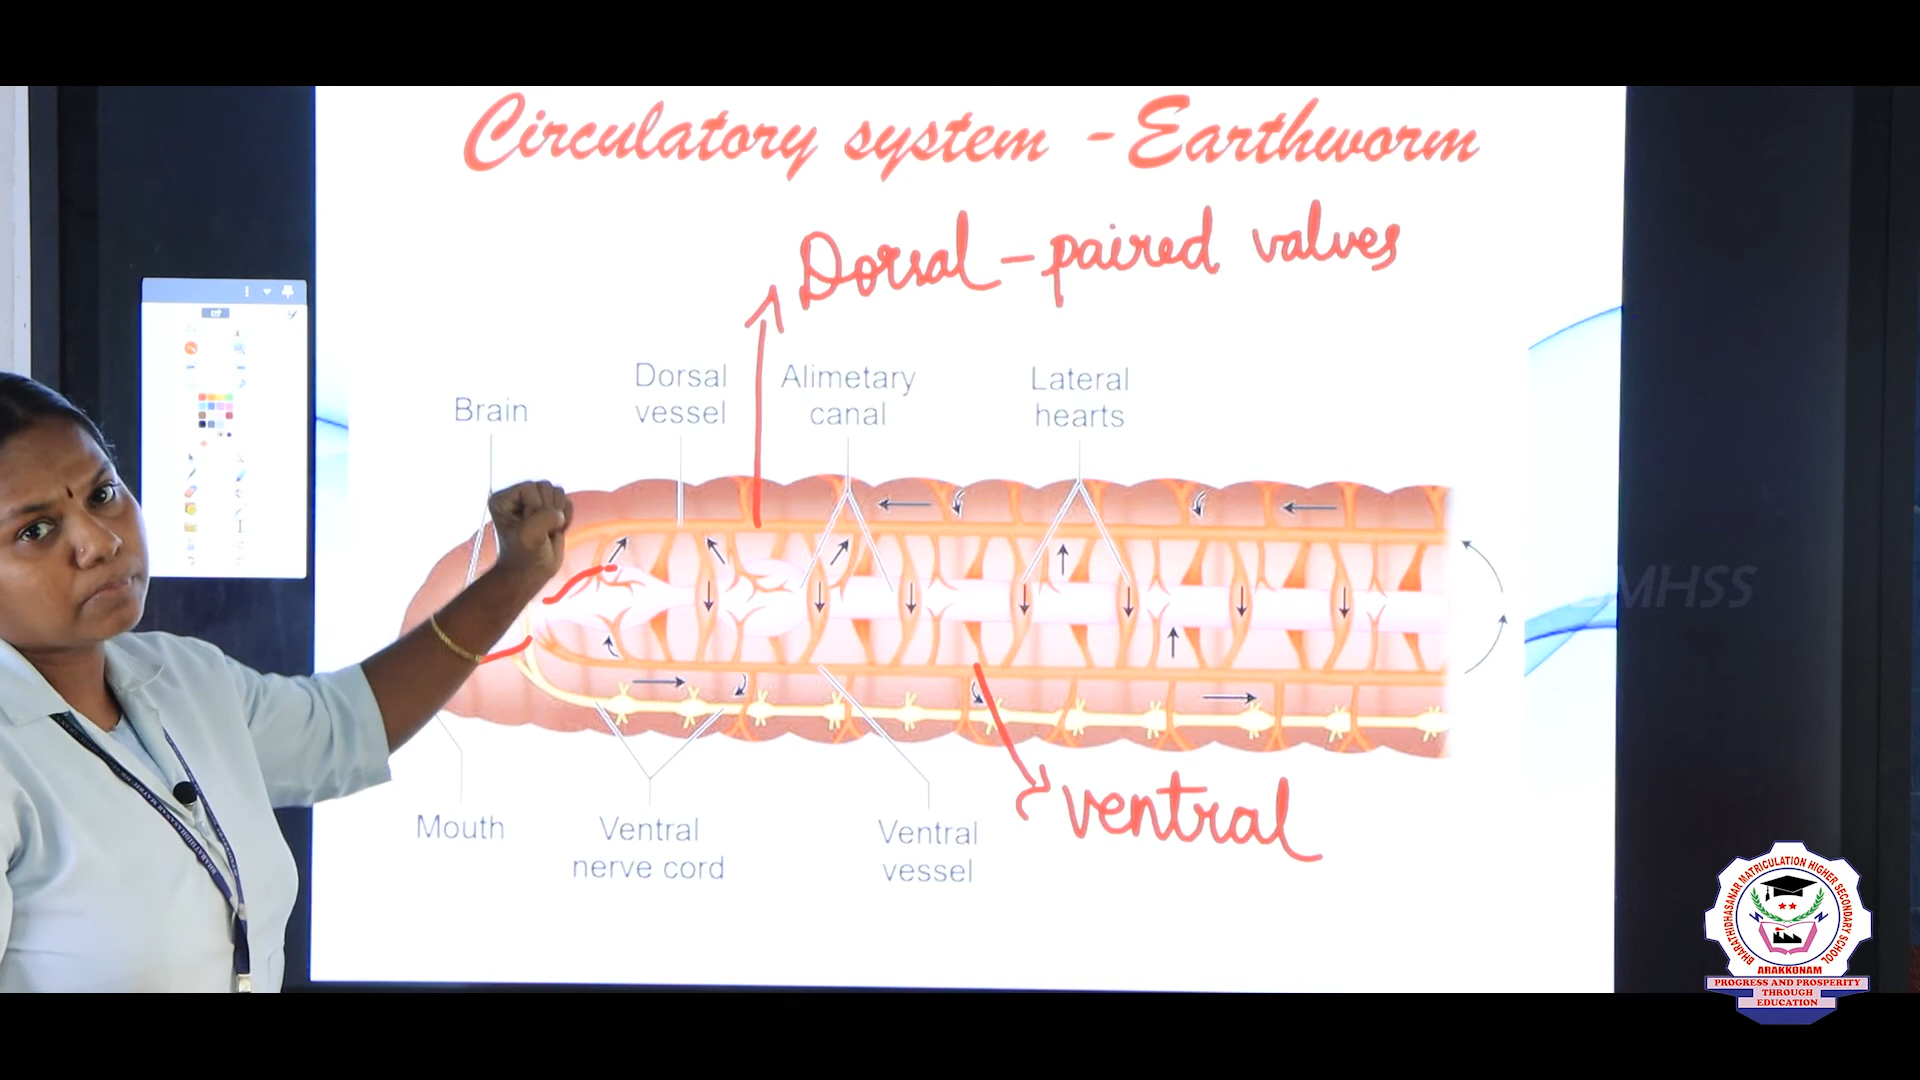 Circulatory system - Earthworm
Dorsal - paired valves
Dorsal
vessel
Alimetary
canal
Lateral
hearts
Brain
Mouth
Ventral
nerve cord
Ventral
vessel
ventral
BHARATHIDHASANAR MATRICULATION HIGHER SECONDARY SCHOOL
ARAKKONAM
PROGRESS AND PROSPERITY
THROUGH
EDUCATION